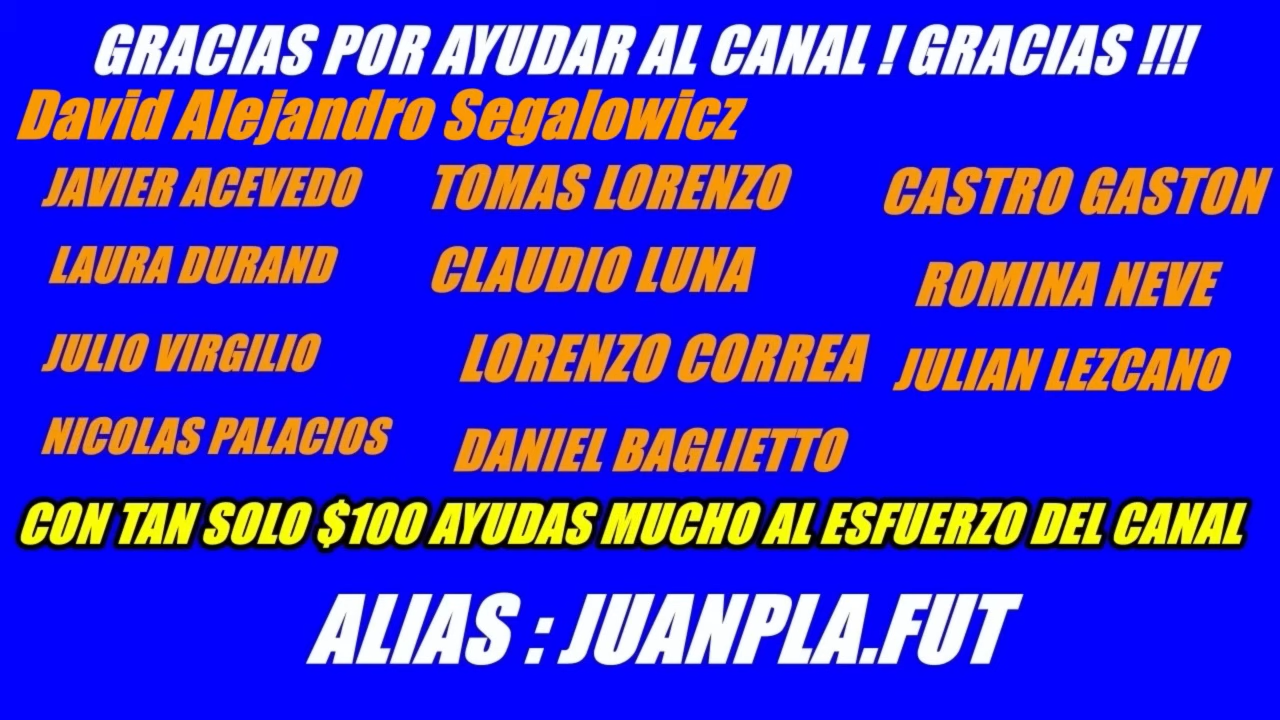 GRACIAS POR AYUDAR AL CANAL ! GRACIAS !!!
David Alejandro Segalowicz
JAVIER ACEVEDO TOMAS LORENZO CASTRO GASTON
LAURA DURAND CLAUDIO LUNA ROMINA NEVE
JULIO VIRGILIO LORENZO CORREA JULIAN LEZCANO
NICOLAS PALACIOS DANIEL BAGLIETTO
CON TAN SOLO $100 AYUDAS MUCHO AL ESFUERZO DEL CANAL
ALIAS : JUANPLA.FUT